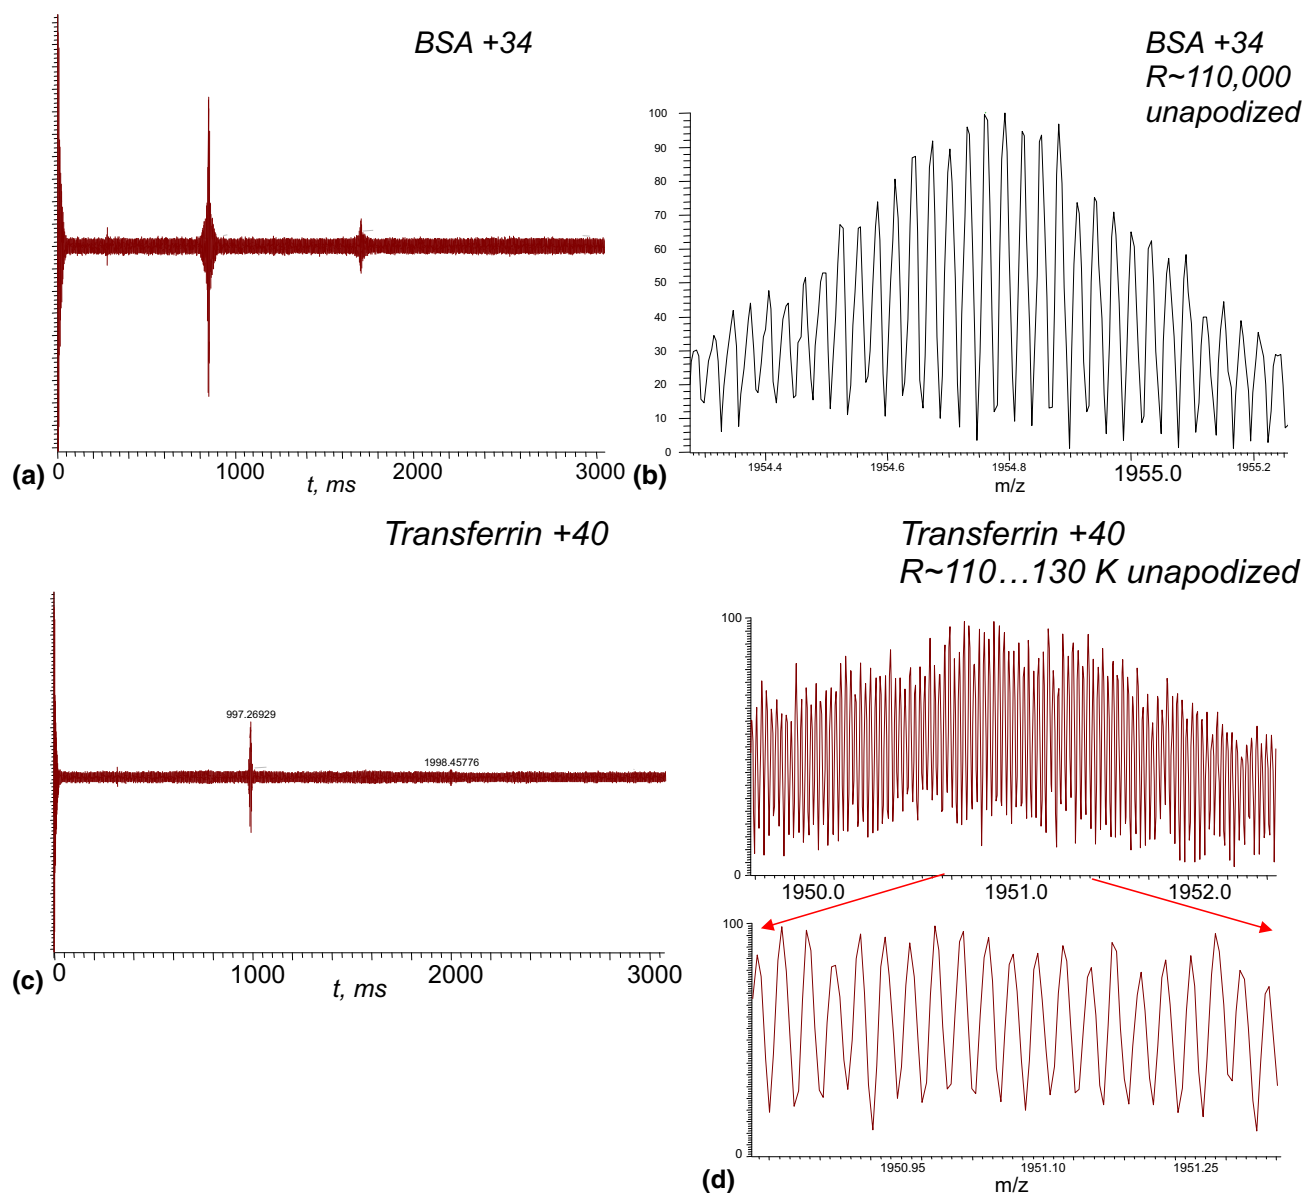 BSA +34
0
1000
2000
3000
t, ms
(a)
BSA +34
R~110,000
unapodized
100
90
80
70
60
50
40
30
20
10
0
1954.4
1954.6
1954.8
1955.0
1955.2
m/z
(b)
Transferrin +40
997.26929
1998.45776
0
1000
2000
3000
t, ms
(c)
Transferrin +40
R~110…130 K unapodized
100
0
1950.0
1951.0
1952.0
100
0
1950.95
1951.10
1951.25
m/z
(d)